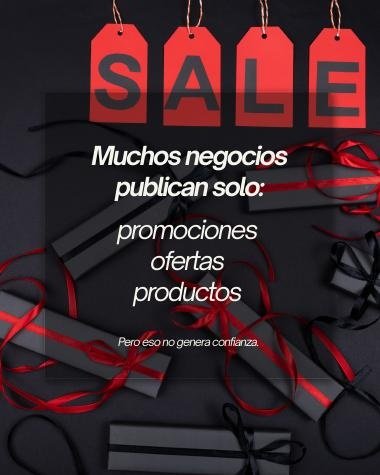 SALE
Muchos negocios
publican solo:
promociones
ofertas
productos
Pero eso no genera confianza.